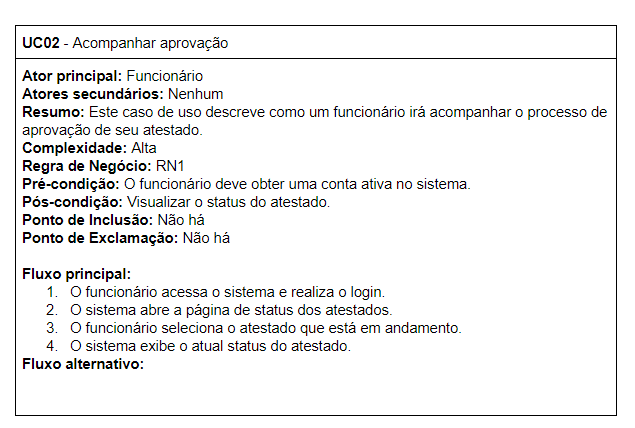 UC02 - Acompanhar aprovação
Ator principal: Funcionário
Atores secundários: Nenhum
Resumo: Este caso de uso descreve como um funcionário irá acompanhar o processo de
aprovação de seu atestado.
Complexidade: Alta
Regra de Negócio: RN1
Pré-condição: O funcionário deve obter uma conta ativa no sistema.
Pós-condição: Visualizar o status do atestado.
Ponto de Inclusão: Não há
Ponto de Exclamação: Não há
Fluxo principal:
1. O funcionário acessa o sistema e realiza o login.
2. O sistema abre a página de status dos atestados.
3. O funcionário seleciona o atestado que está em andamento.
4. O sistema exibe o atual status do atestado.
Fluxo alternativo: